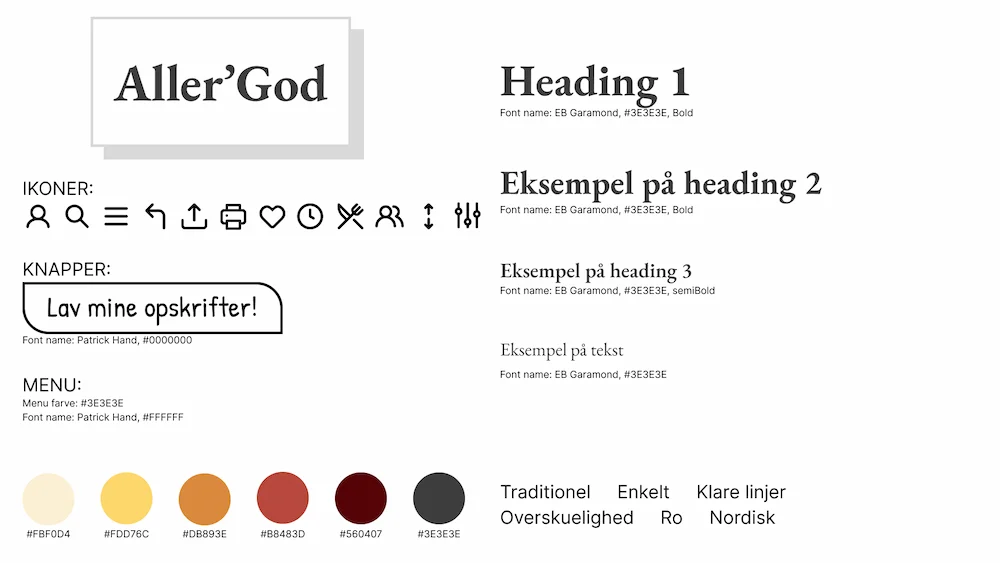 Aller’God
IKONER:
KNAPPER:
Lav mine opskrifter!
Font name: Patrick Hand, #0000000
MENU:
Menu farve: #3E3E3E
Font name: Patrick Hand, #FFFFFF
#FBF0D4 #FDD76C #DB893E #B8483D #560407 #3E3E3E
Heading 1
Font name: EB Garamond, #3E3E3E, Bold
Eksempel på heading 2
Font name: EB Garamond, #3E3E3E, Bold
Eksempel på heading 3
Font name: EB Garamond, #3E3E3E, semiBold
Eksempel på tekst
Font name: EB Garamond, #3E3E3E
Traditionel Enkelt Klare linjer
Overskuelighed Ro Nordisk